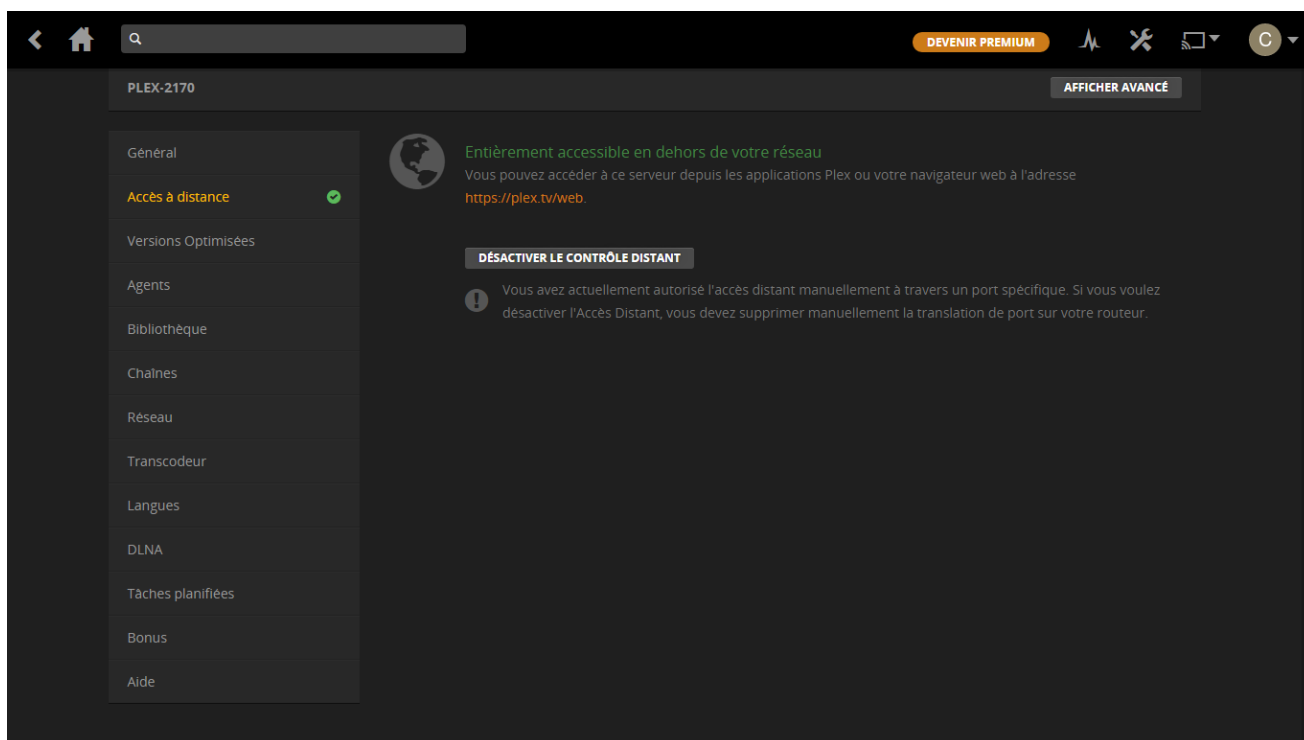 DEVENIR PREMIUM
C
PLEX-2170
AFFICHER AVANCÉ
Général
Accès à distance
Versions Optimisées
Agents
Bibliothèque
Chaînes
Réseau
Transcodeur
Langues
DLNA
Tâches planifiées
Bonus
Aide
Entièrement accessible en dehors de votre réseau
Vous pouvez accéder à ce serveur depuis les applications Plex ou votre navigateur web à l'adresse
https://plex.tv/web.
DÉSACTIVER LE CONTRÔLE DISTANT
Vous avez actuellement autorisé l'accès distant manuellement à travers un port spécifique. Si vous voulez
désactiver l'Accès Distant, vous devez supprimer manuellement la translation de port sur votre routeur.